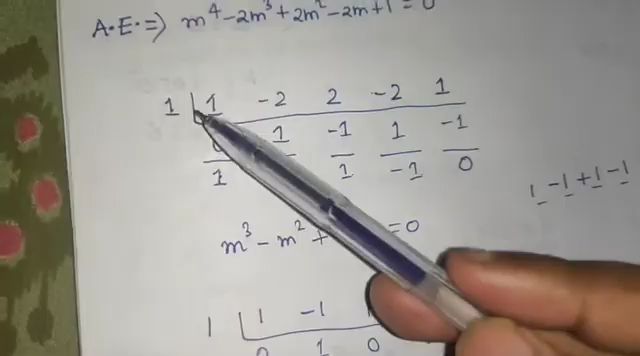 A.E. ⇒ m⁴ - 2m³ + 2m² - 2m + 1 = 0
1 | 1 -2 2 -2 1
1 -1 1 -1
1 1 -1 0
1 - 1 + 1 - 1
m³ - m² + = 0
1 | 1 -1
0 1 0